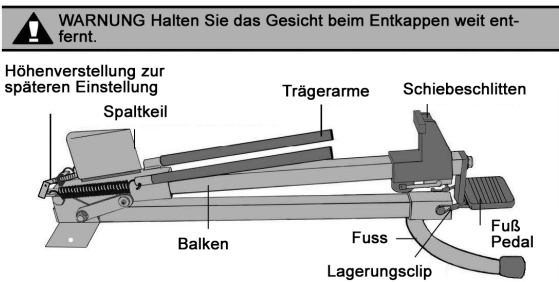 WARNUNG Halten Sie das Gesicht beim Entkappen weit ent-
fernt.
Höhenverstellung zur
späteren Einstellung
Spaltkeil
Trägerarme
Schiebeschlitten
Balken
Fuss
Fuß
Pedal
Lagerungsclip